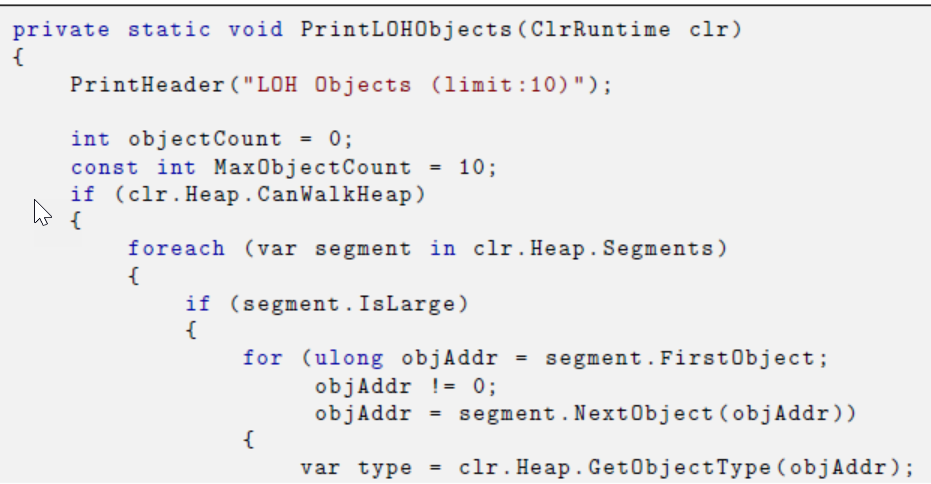 private static void PrintLOHObjects(ClrRuntime clr)
{
    PrintHeader("LOH Objects (limit:10)");

    int objectCount = 0;
    const int MaxObjectCount = 10;
    if (clr.Heap.CanWalkHeap)
    {
        foreach (var segment in clr.Heap.Segments)
        {
            if (segment.IsLarge)
            {
                for (ulong objAddr = segment.FirstObject;
                     objAddr != 0;
                     objAddr = segment.NextObject(objAddr))
                {
                    var type = clr.Heap.GetObjectType(objAddr);